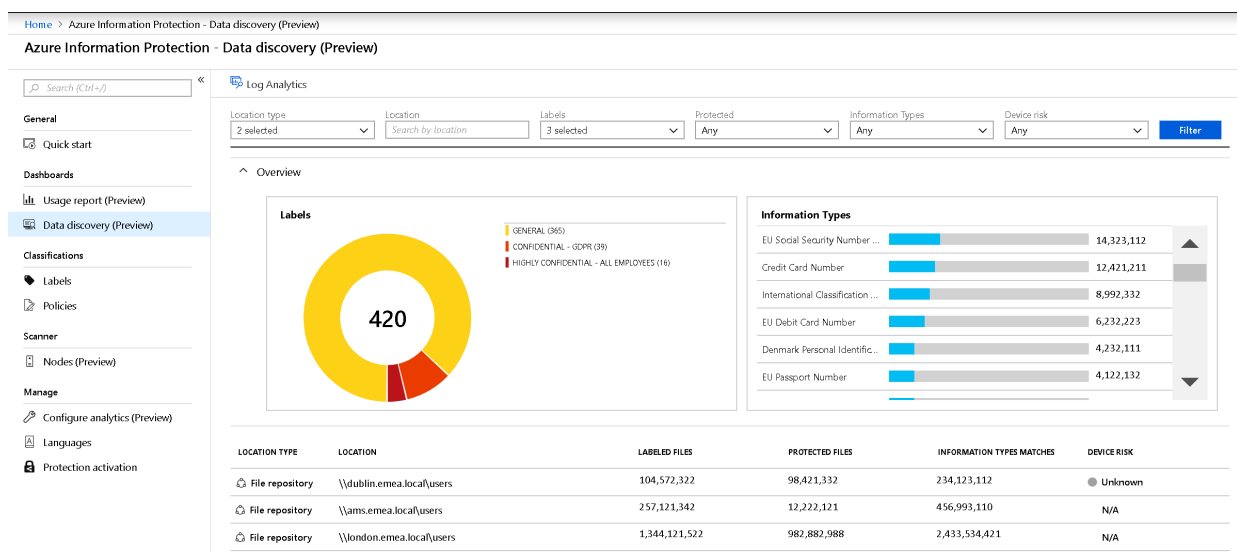 Home > Azure Information Protection - Data discovery (Preview)
Azure Information Protection - Data discovery (Preview)
Search (Ctrl+/)
«
General
Quick start
Dashboards
Usage report (Preview)
Data discovery (Preview)
Classifications
Labels
Policies
Scanner
Nodes (Preview)
Manage
Configure analytics (Preview)
Languages
Protection activation
Log Analytics
Location type Location Labels Protected Information Types Device risk
2 selected Search by location 3 selected Any Any Any Filter
Overview
Labels
GENERAL (365)
CONFIDENTIAL - GDPR (39)
HIGHLY CONFIDENTIAL - ALL EMPLOYEES (16)
420
Information Types
EU Social Security Number ... 14,323,112
Credit Card Number 12,421,211
International Classification ... 8,992,332
EU Debit Card Number 6,232,223
Denmark Personal Identific... 4,232,111
EU Passport Number 4,122,132
LOCATION TYPE LOCATION LABELED FILES PROTECTED FILES INFORMATION TYPES MATCHES DEVICE RISK
File repository \\dublin.emea.local\users 104,572,322 98,421,332 234,123,112 Unknown
File repository \\ams.emea.local\users 257,121,342 12,222,121 456,993,110 N/A
File repository \\london.emea.local\users 1,344,121,522 982,882,988 2,433,534,421 N/A